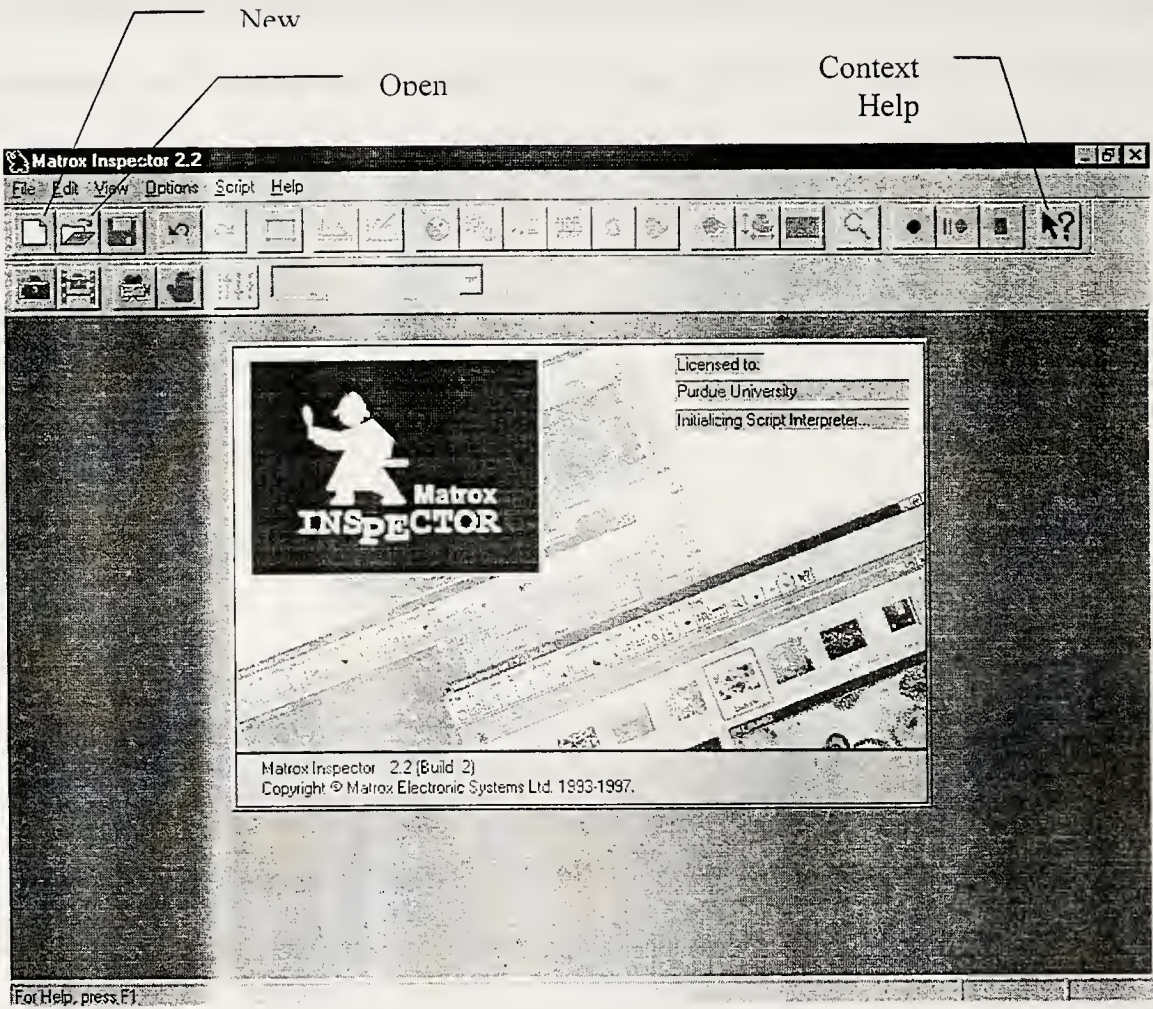 New
Open
Context
Help
Matrox Inspector 2.2
File Edit View Options Script Help
Licensed to:
Purdue University
Initializing Script Interpreter...
Matrox
INSPECTOR
Matrox Inspector 2.2 (Build 2)
Copyright © Matrox Electronic Systems Ltd. 1993-1997.
For Help, press F1